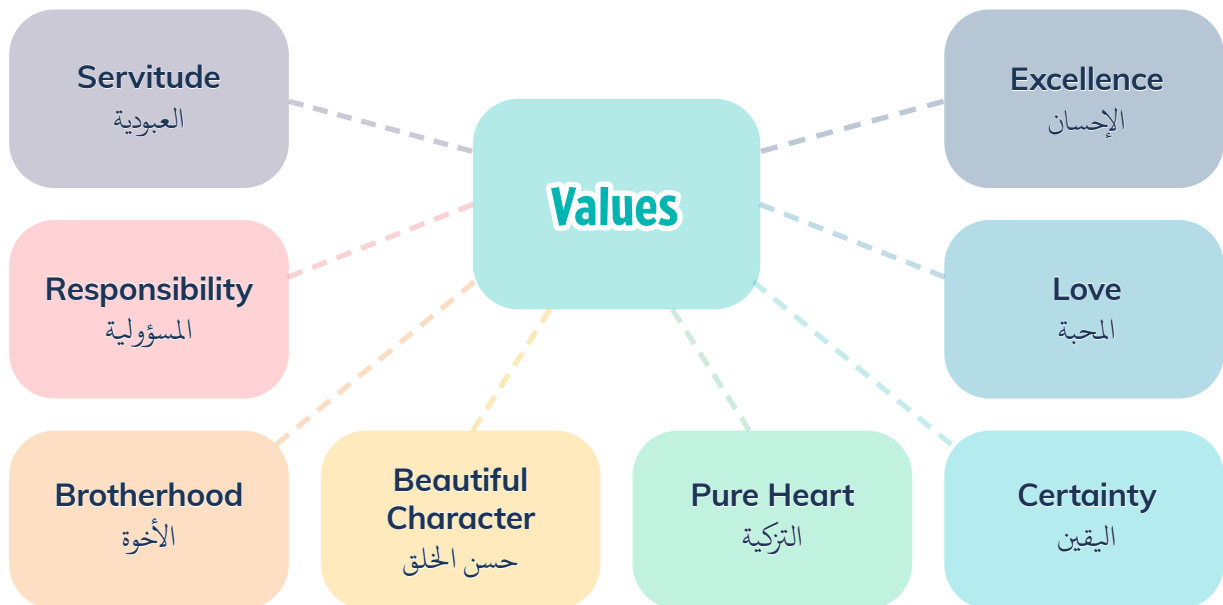 Servitude
العبودية
Excellence
الإحسان
Values
Responsibility
المسؤولية
Love
المحبة
Brotherhood
الأخوة
Beautiful
Character
حسن الخلق
Pure Heart
التزكية
Certainty
اليقين